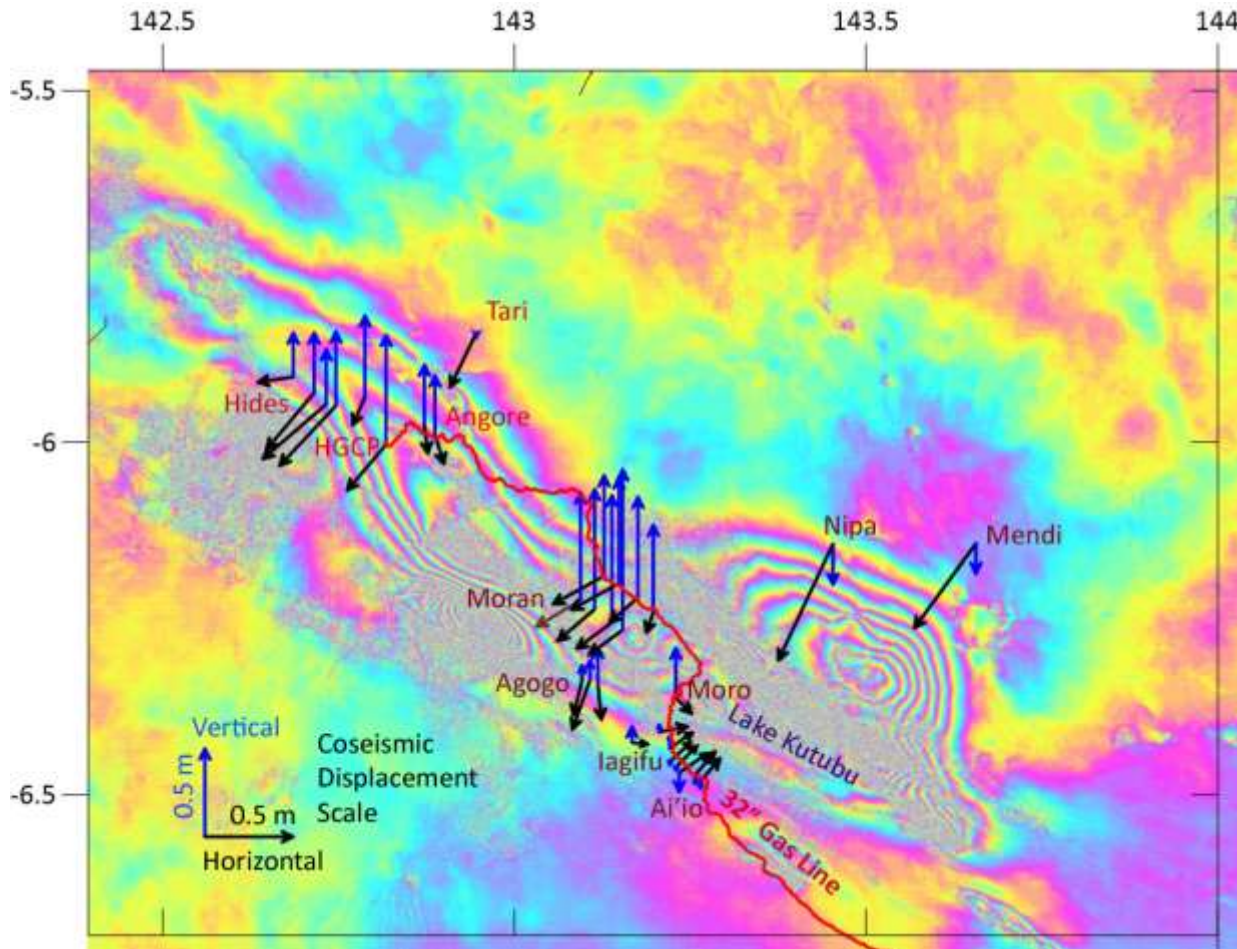 142.5
143
143.5
144
-5.5
Tari
Hides
Angore
HGCP
-6
Nipa
Mendi
Moran
Agogo
Moro
Lake Kutubu
Vertical
Coseismic
Displacement
Scale
0.5 m
0.5 m
Horizontal
Iagifu
-6.5
Ai'io
32" Gas Line